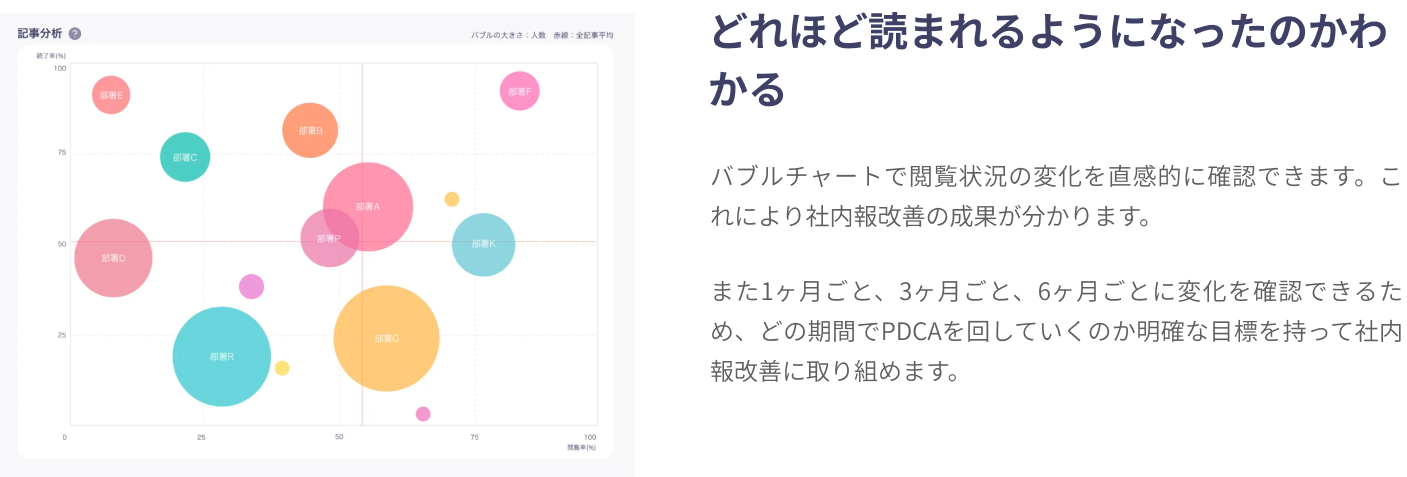 記事分析 ?
バブルの大きさ：人数　赤線：全記事平均
終了率(%)
100
75
50
25
0
25
50
75
100
閲覧率(%)
部署E
部署F
部署B
部署C
部署A
部署P
部署K
部署D
部署R
部署G
どれほど読まれるようになったのかわ
かる
バブルチャートで閲覧状況の変化を直感的に確認できます。こ
れにより社内報改善の成果が分かります。
また1ヶ月ごと、3ヶ月ごと、6ヶ月ごとに変化を確認できるた
め、どの期間でPDCAを回していくのか明確な目標を持って社内
報改善に取り組めます。